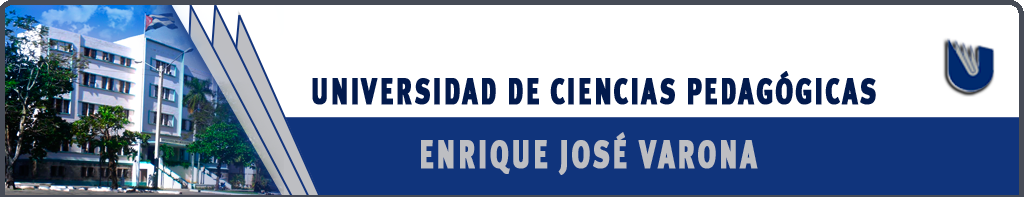 UNIVERSIDAD DE CIENCIAS PEDAGÓGICAS
ENRIQUE JOSÉ VARONA